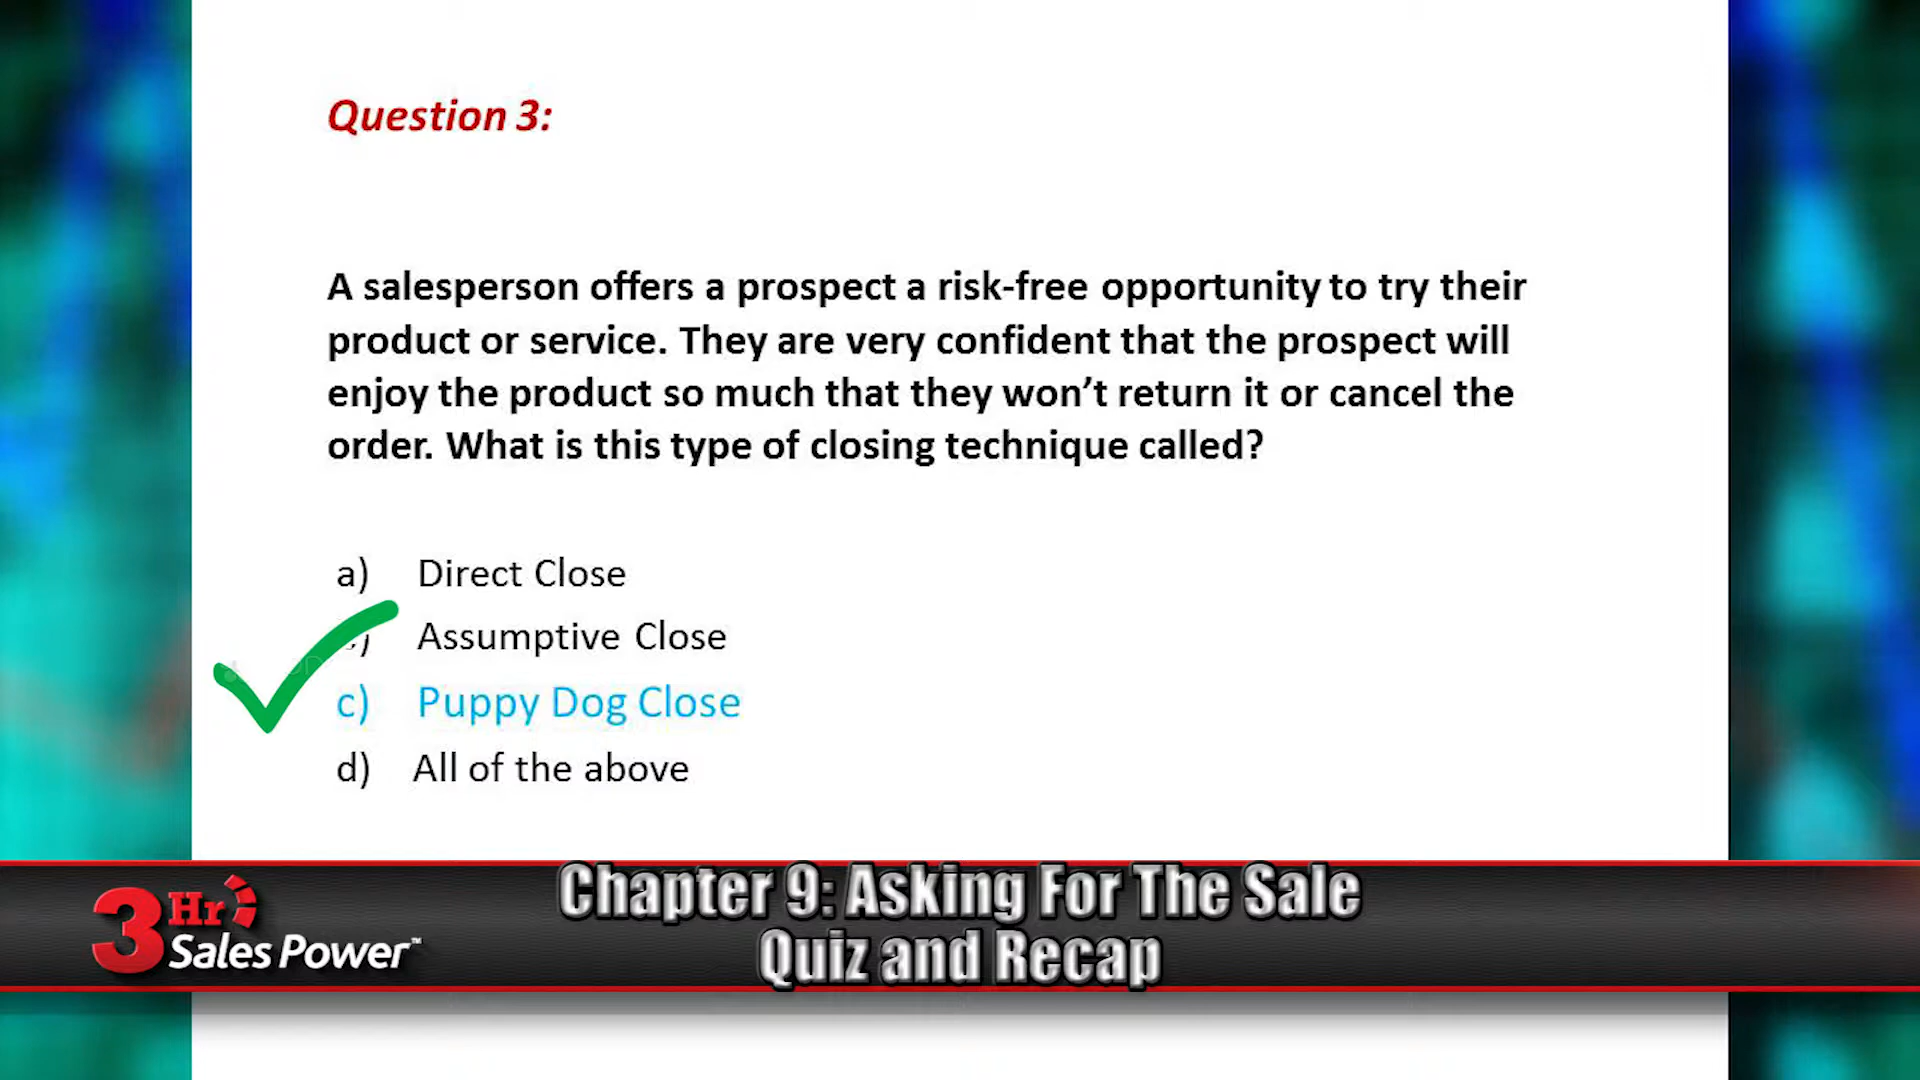 Question 3:
A salesperson offers a prospect a risk-free opportunity to try their
product or service. They are very confident that the prospect will
enjoy the product so much that they won't return it or cancel the
order. What is this type of closing technique called?
a) Direct Close
) Assumptive Close
c) Puppy Dog Close
d) All of the above
Chapter 9: Asking For The Sale
Quiz and Recap
3 Hr
Sales Power™